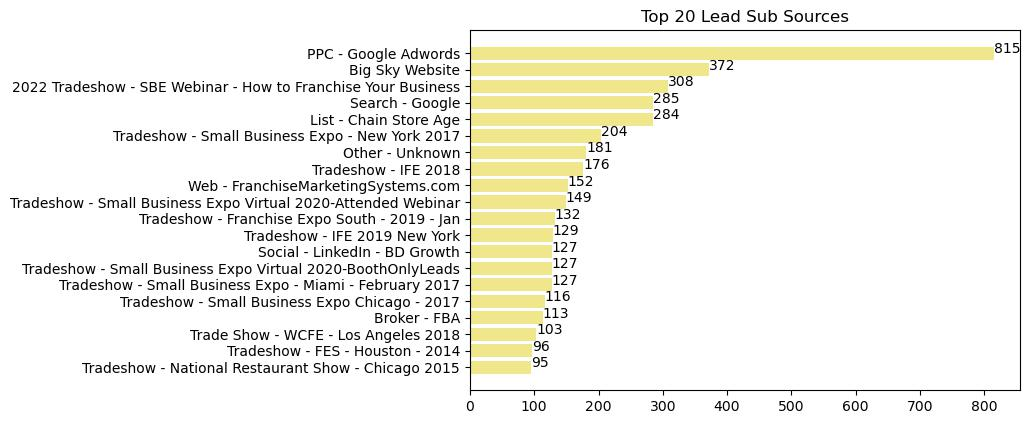 Top 20 Lead Sub Sources
PPC - Google Adwords 815
Big Sky Website 372
2022 Tradeshow - SBE Webinar - How to Franchise Your Business 308
Search - Google 285
List - Chain Store Age 284
Tradeshow - Small Business Expo - New York 2017 204
Other - Unknown 181
Tradeshow - IFE 2018 176
Web - FranchiseMarketingSystems.com 152
Tradeshow - Small Business Expo Virtual 2020-Attended Webinar 149
Tradeshow - Franchise Expo South - 2019 - Jan 132
Tradeshow - IFE 2019 New York 129
Social - LinkedIn - BD Growth 127
Tradeshow - Small Business Expo Virtual 2020-BoothOnlyLeads 127
Tradeshow - Small Business Expo - Miami - February 2017 127
Tradeshow - Small Business Expo Chicago - 2017 116
Broker - FBA 113
Trade Show - WCFE - Los Angeles 2018 103
Tradeshow - FES - Houston - 2014 96
Tradeshow - National Restaurant Show - Chicago 2015 95
0 100 200 300 400 500 600 700 800